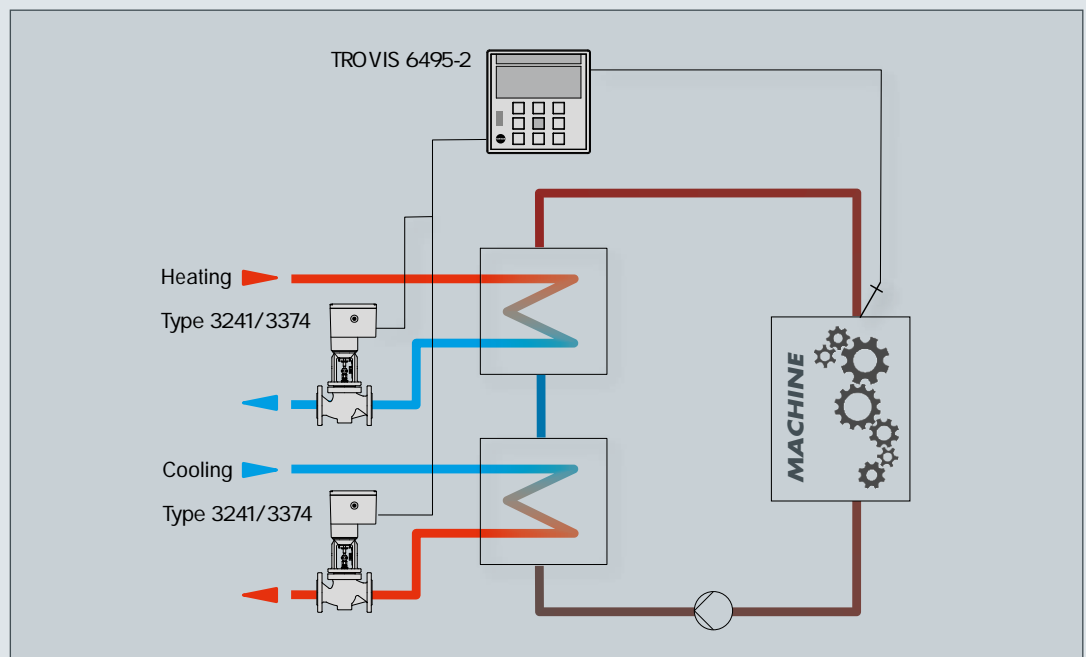 TROVIS 6495-2
Heating
Type 3241/3374
MACHINE
Cooling
Type 3241/3374